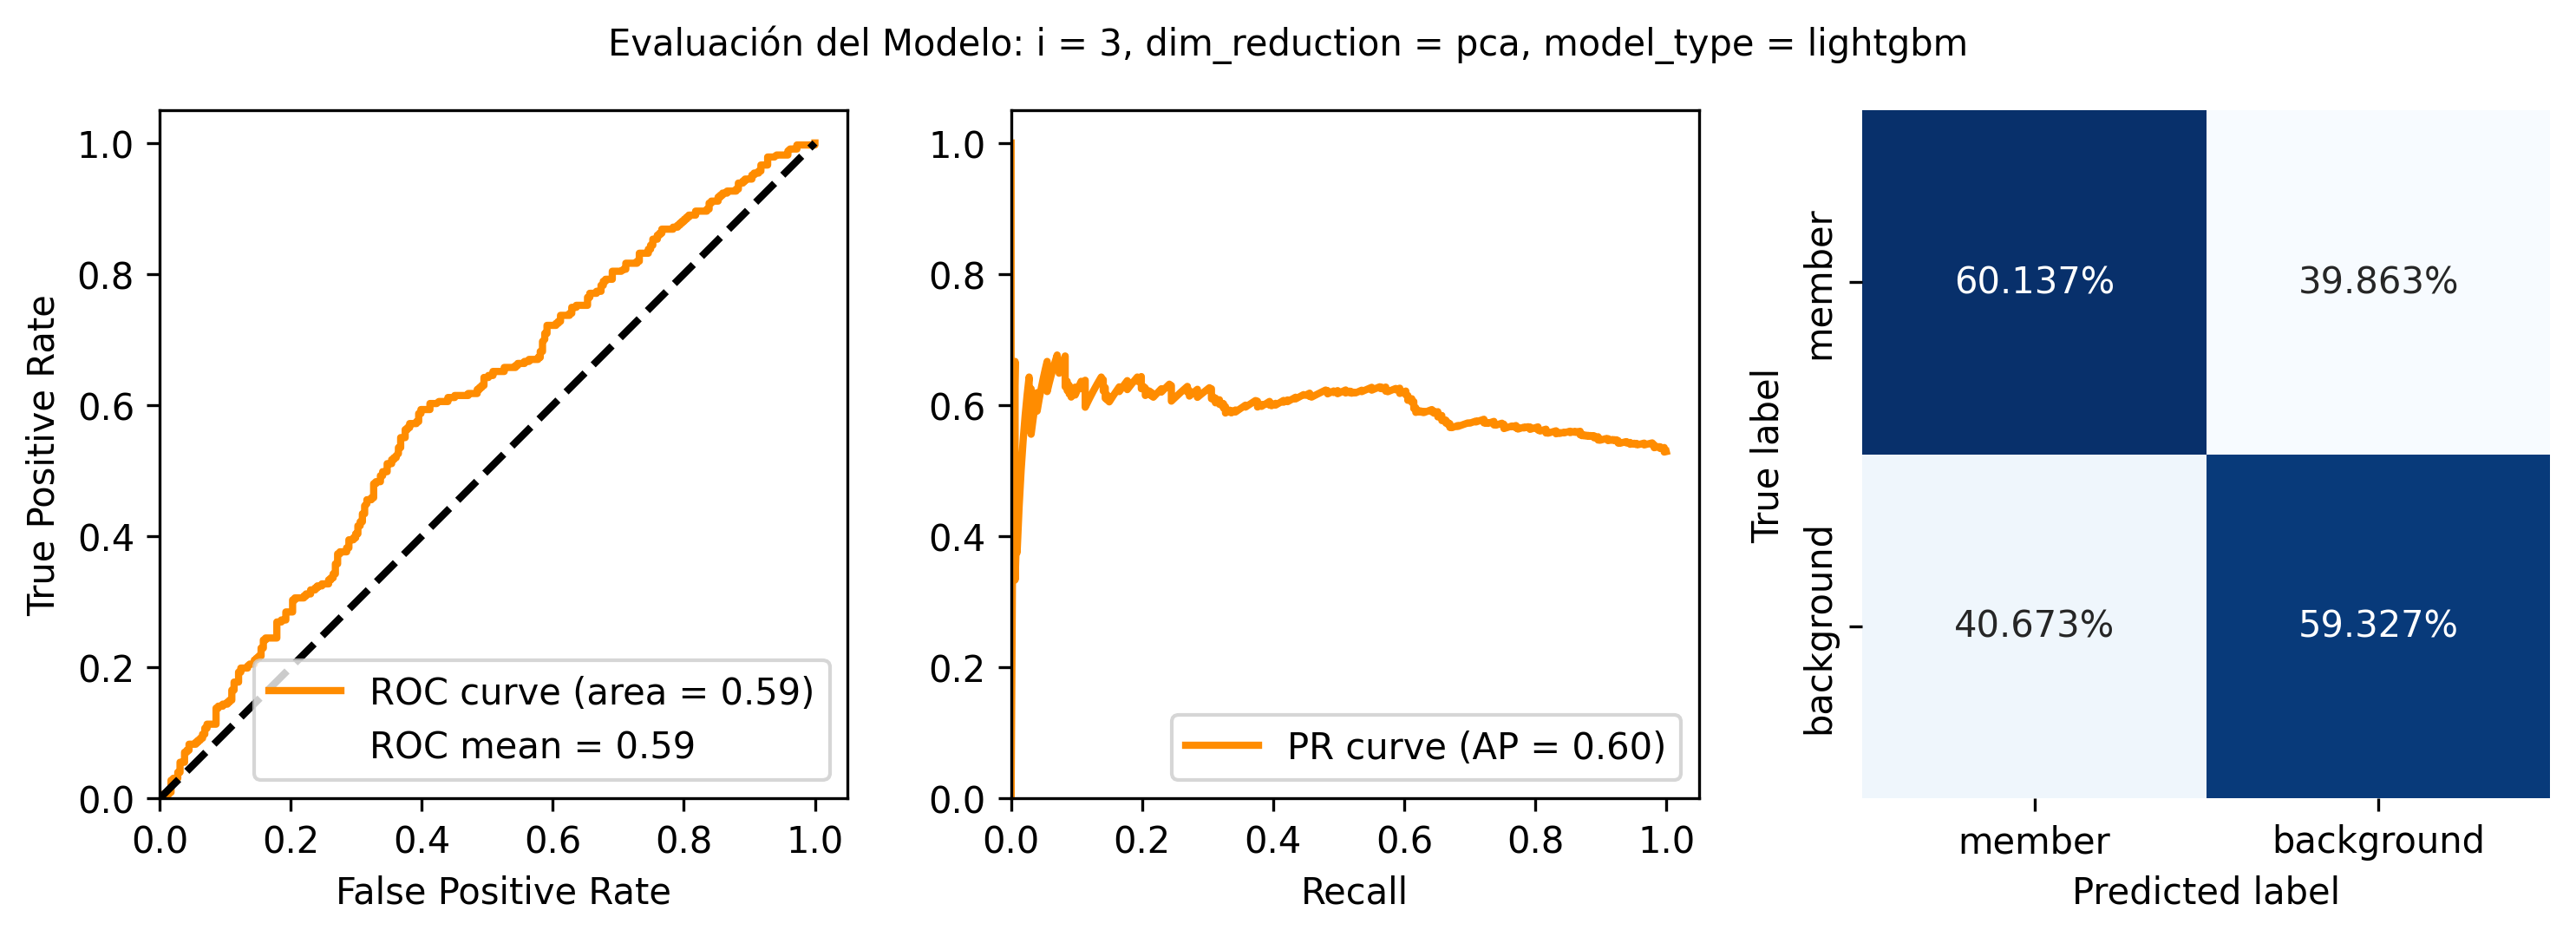 Evaluación del Modelo: i = 3, dim_reduction = pca, model_type = lightgbm
True Positive Rate
1.0
0.8
0.6
0.4
0.2
0.0
0.0 0.2 0.4 0.6 0.8 1.0
False Positive Rate
ROC curve (area = 0.59)
ROC mean = 0.59
1.0
0.8
0.6
0.4
0.2
0.0
0.0 0.2 0.4 0.6 0.8 1.0
Recall
PR curve (AP = 0.60)
True label
member
background
60.137% 39.863%
40.673% 59.327%
member background
Predicted label